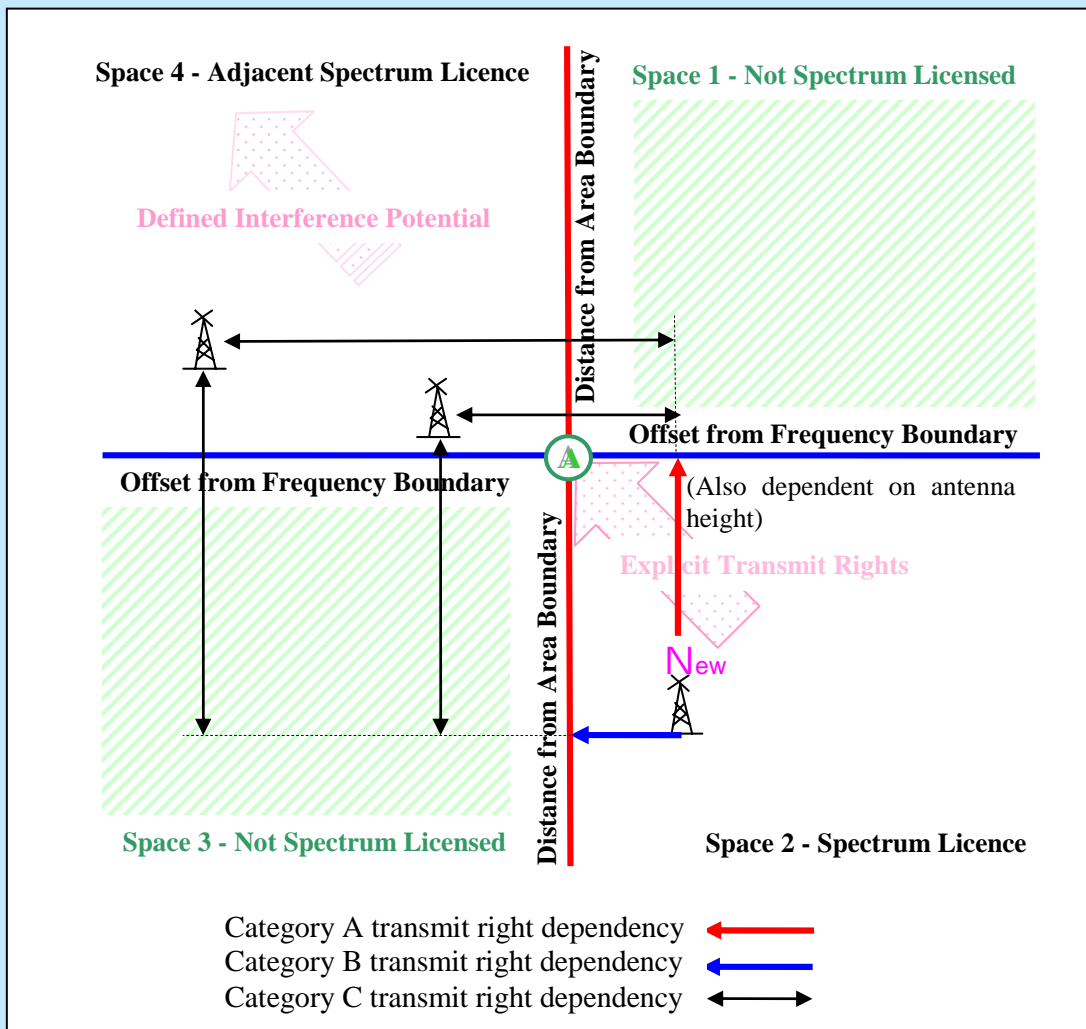 Space 4 - Adjacent Spectrum Licence
Space 1 - Not Spectrum Licensed
Distance from Area Boundary
Defined Interference Potential
Offset from Frequency Boundary
A
Offset from Frequency Boundary
(Also dependent on antenna
height)
Distance from Area Boundary
Explicit Transmit Rights
New
Space 3 - Not Spectrum Licensed
Space 2 - Spectrum Licence
Category A transmit right dependency
Category B transmit right dependency
Category C transmit right dependency